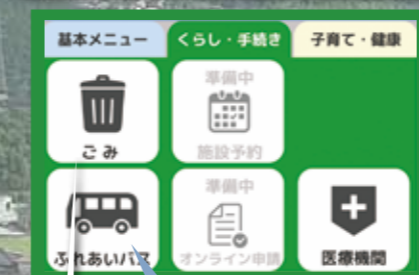 基本メニュー
くらし・手続き
子育て・健康
ごみ
準備中
施設予約
ふれあいバス
準備中
オンライン申請
医療機関